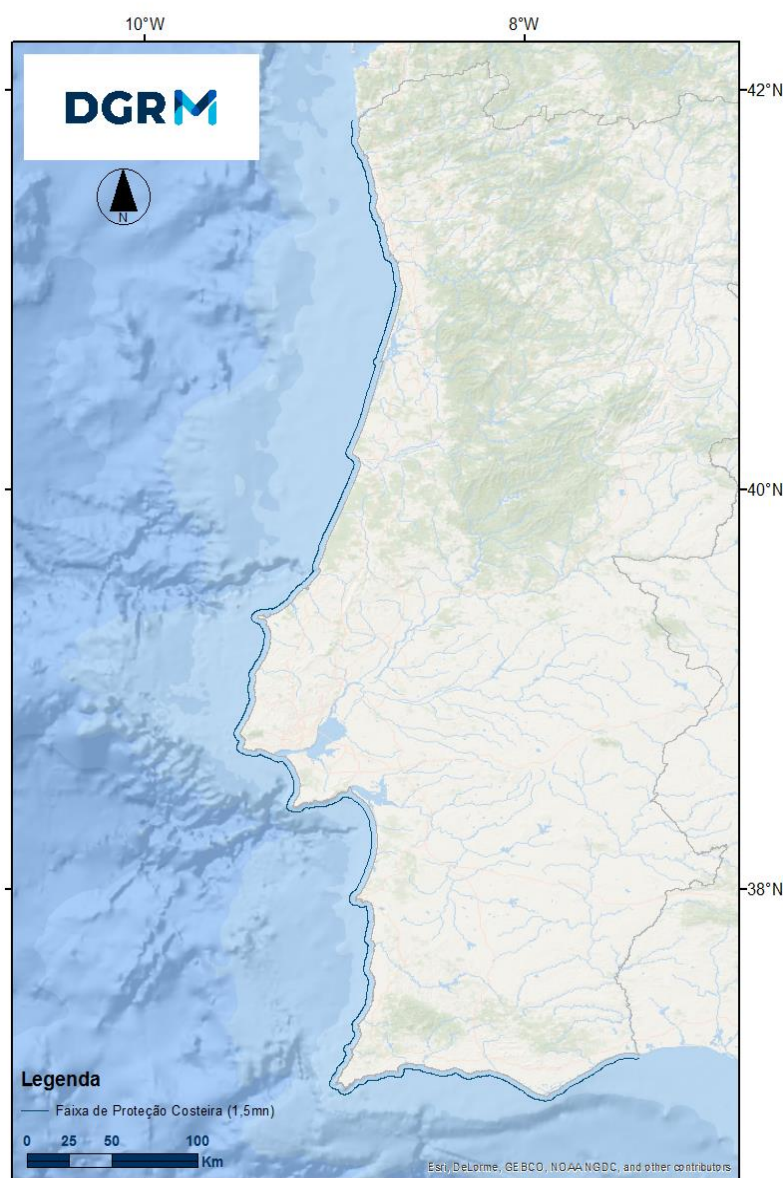 10°W 8°W
DGRM
42°N
N
40°N
38°N
Legenda
Faixa de Proteção Costeira (1,5mn)
0 25 50 100
Km
Esri, DeLorme, GEBCO, NOAA NGDC, and other contributors